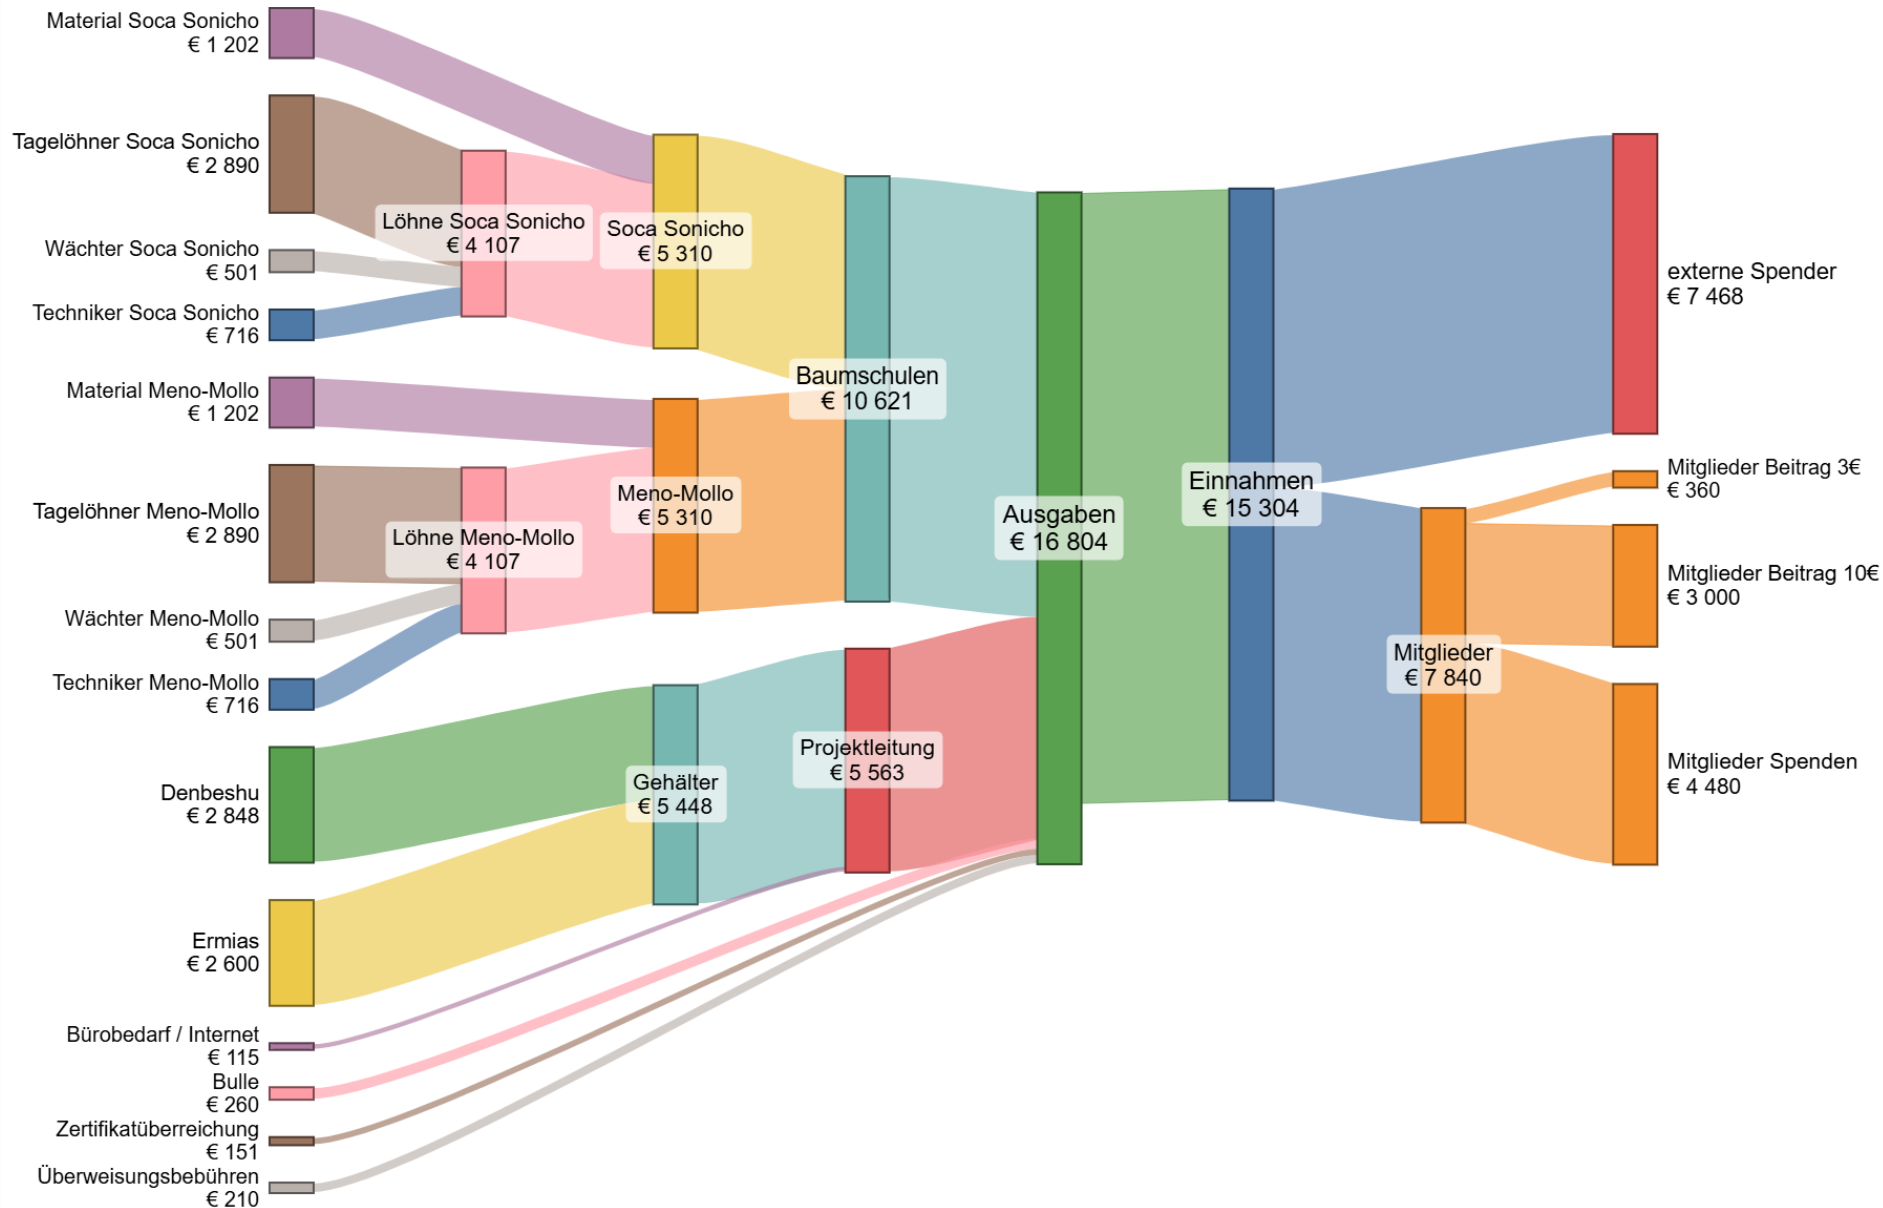 Material Soca Sonicho
€ 1 202
Tagelöhner Soca Sonicho
€ 2 890
Wächter Soca Sonicho
€ 501
Techniker Soca Sonicho
€ 716
Material Meno-Mollo
€ 1 202
Tagelöhner Meno-Mollo
€ 2 890
Wächter Meno-Mollo
€ 501
Techniker Meno-Mollo
€ 716
Denbeshu
€ 2 848
Ermias
€ 2 600
Bürobedarf / Internet
€ 115
Bulle
€ 260
Zertifikatüberreichung
€ 151
Überweisungsbebühren
€ 210
Löhne Soca Sonicho
€ 4 107
Löhne Meno-Mollo
€ 4 107
Soca Sonicho
€ 5 310
Meno-Mollo
€ 5 310
Gehälter
€ 5 448
Baumschulen
€ 10 621
Projektleitung
€ 5 563
Ausgaben
€ 16 804
Einnahmen
€ 15 304
Mitglieder
€ 7 840
externe Spender
€ 7 468
Mitglieder Beitrag 3€
€ 360
Mitglieder Beitrag 10€
€ 3 000
Mitglieder Spenden
€ 4 480